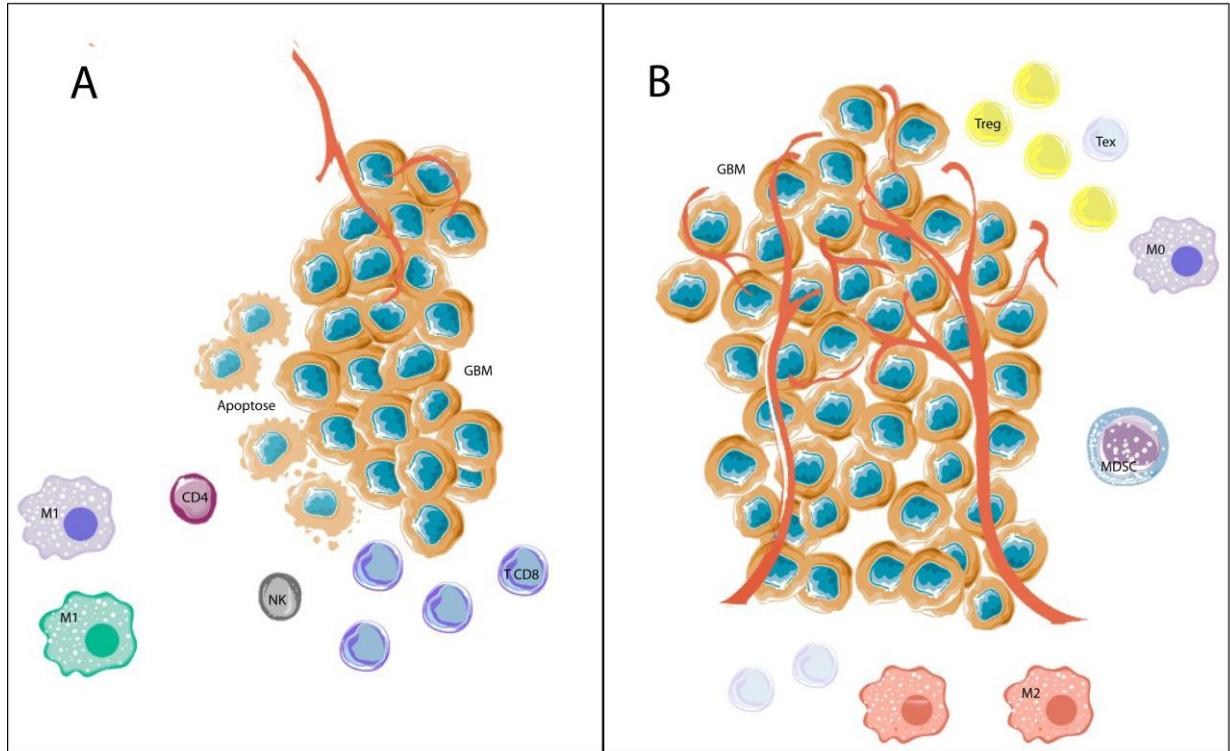 A
GBM
Apoptose
M1
CD4
T CD8
NK
M1
B
Treg
Tex
GBM
M0
MDSC
M2